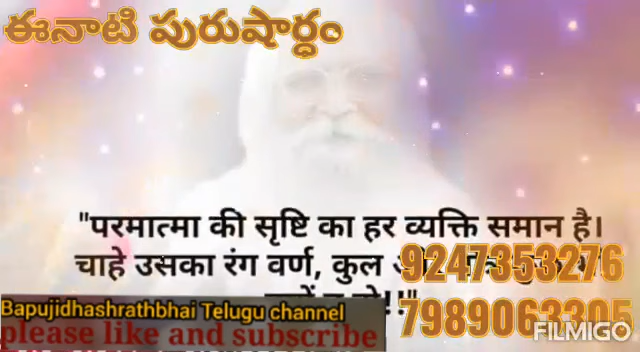 ఈనాటి పురుషార్థం
"परमात्मा की सृष्टि का हर व्यक्ति समान है।
चाहे उसका रंग वर्ण, कुल
9247353276
7989063305
Bapujidhashrathbhai Telugu channel
please like and subscribe
FILMIGO